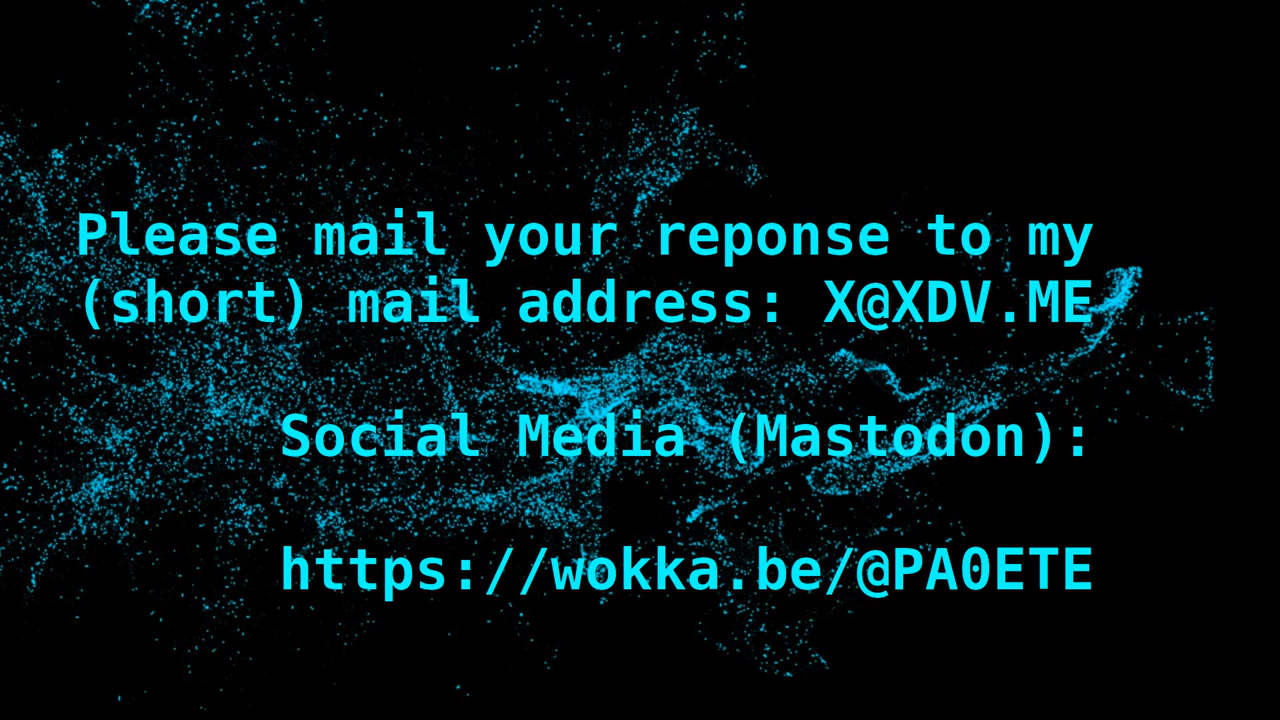 Please mail your reponse to my
(short) mail address: X@XDV.ME
Social Media (Mastodon):
https://wokka.be/@PA0ETE